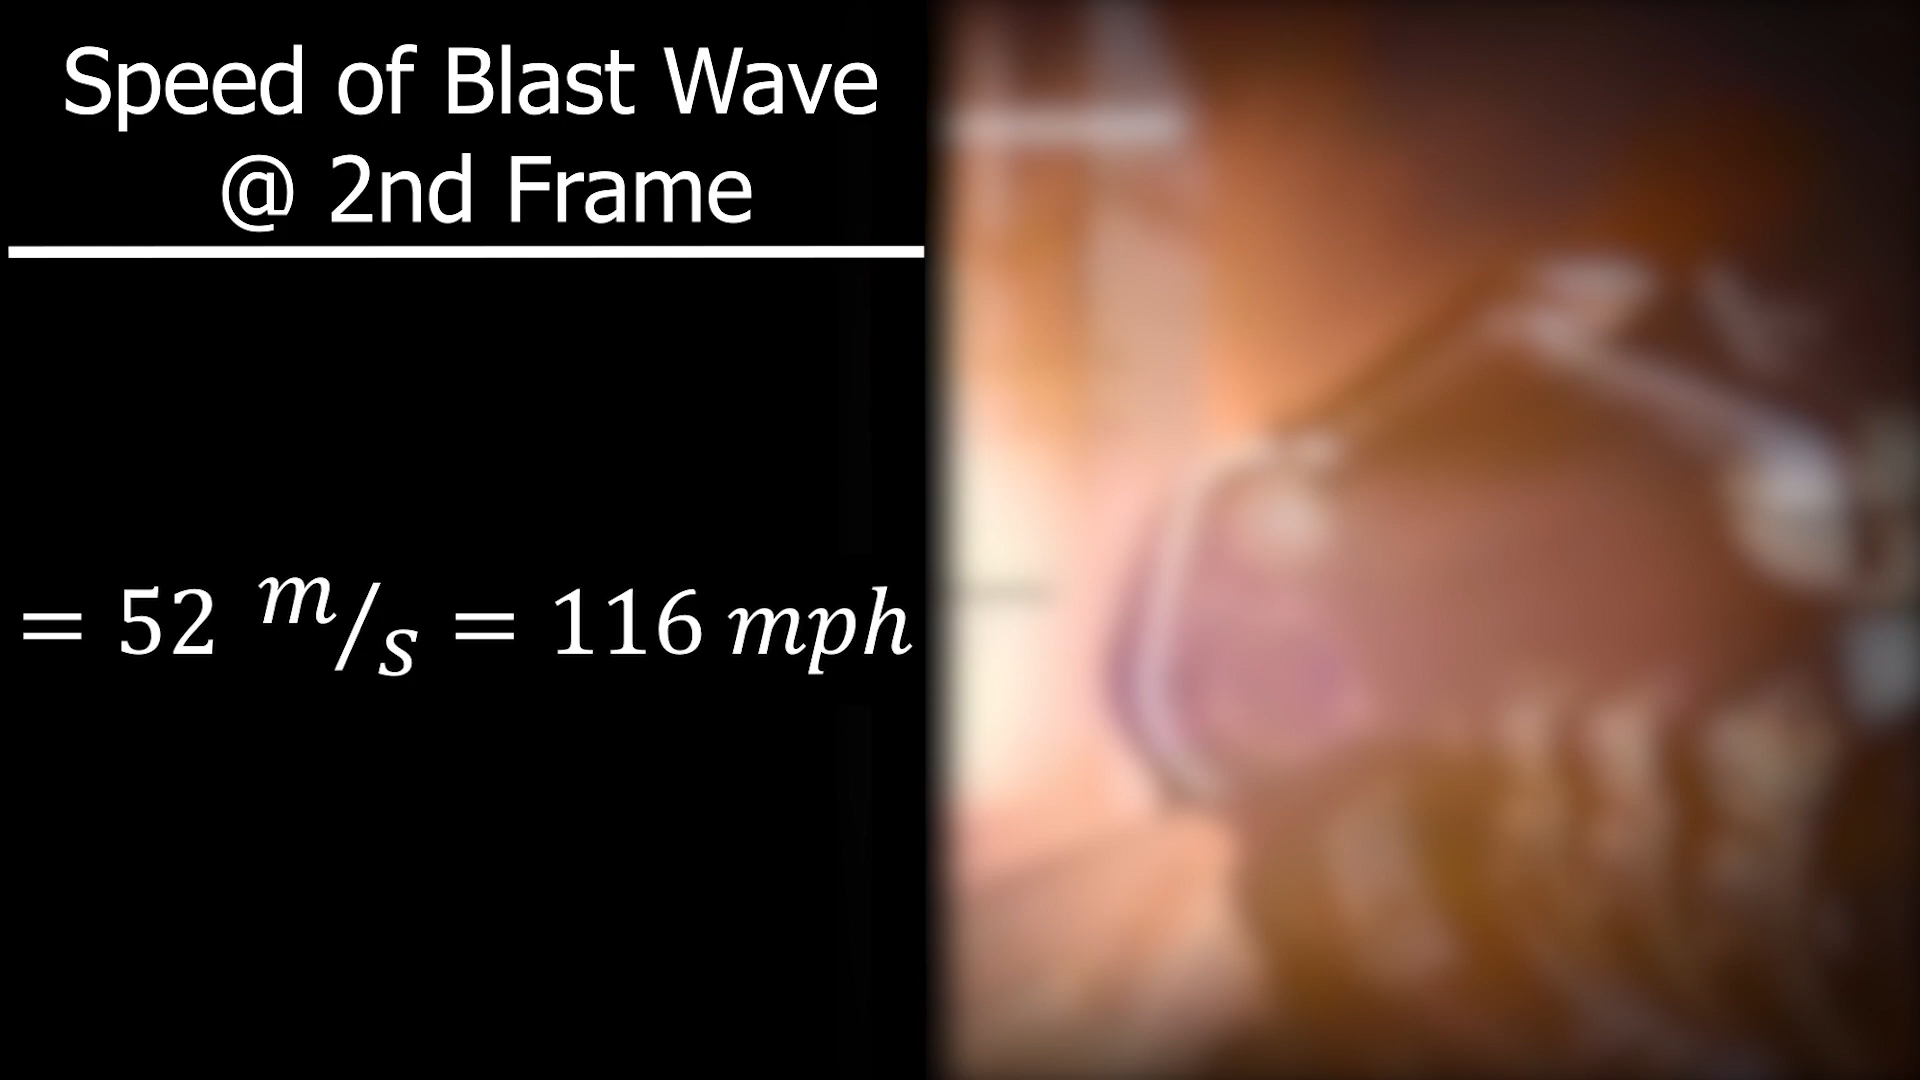 Speed of Blast Wave
@ 2nd Frame
= 52 m/s = 116 mph